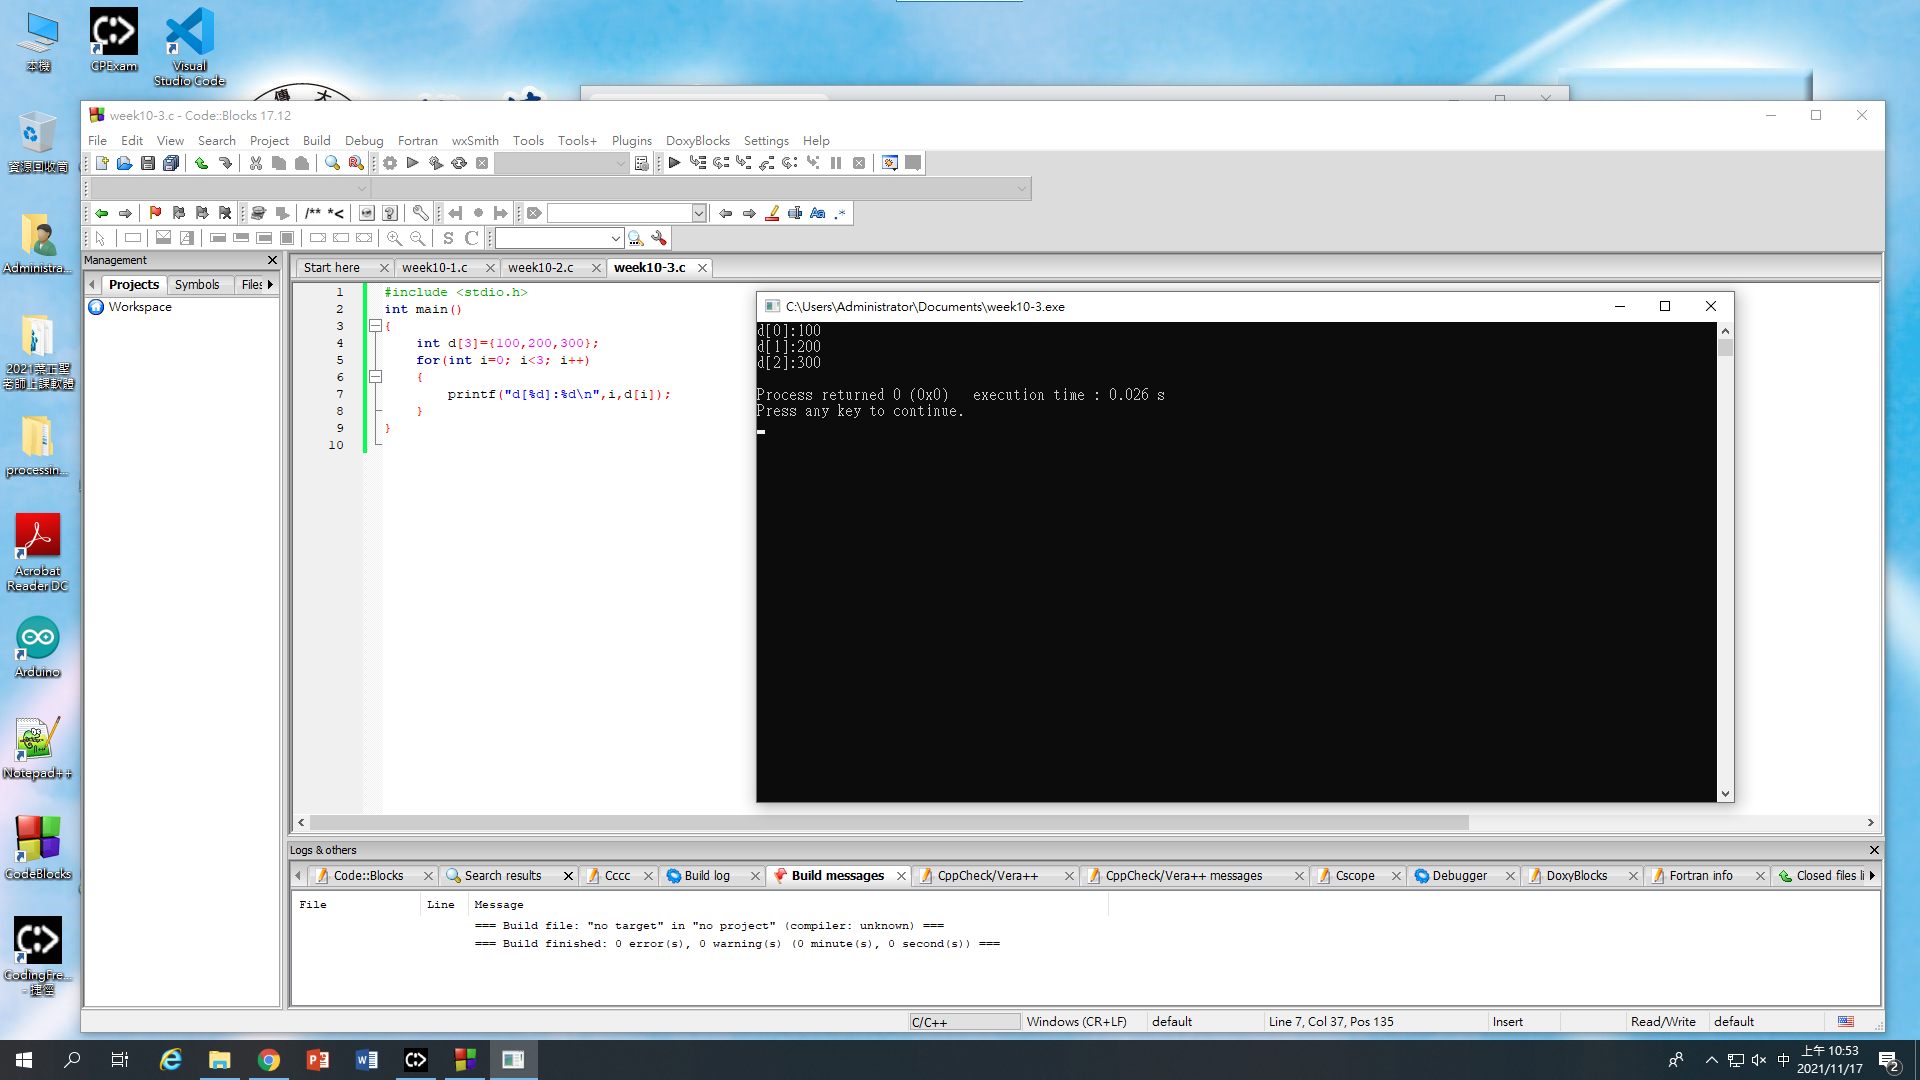 本機
CPExam
Visual
Studio Code
資源回收筒
Administra...
2021葉正聖
老師上課軟體
processin...
Acrobat
Reader DC
Arduino
Notepad++
CodeBlocks
CodingFre...
- 捷徑
傳 大
week10-3.c - Code::Blocks 17.12
File Edit View Search Project Build Debug Fortran wxSmith Tools Tools+ Plugins DoxyBlocks Settings Help
/** *<
Aa .*
S C
Management
Projects Symbols Files
Workspace
Start here week10-1.c week10-2.c week10-3.c
1 #include <stdio.h>
2 int main()
3 {
4 int d[3]={100,200,300};
5 for(int i=0; i<3; i++)
6 {
7 printf("d[%d]:%d\n",i,d[i]);
8 }
9 }
10
C:\Users\Administrator\Documents\week10-3.exe
d[0]:100
d[1]:200
d[2]:300
Process returned 0 (0x0) execution time : 0.026 s
Press any key to continue.
Logs & others
Code::Blocks Search results Cccc Build log Build messages CppCheck/Vera++ CppCheck/Vera++ messages Cscope Debugger DoxyBlocks Fortran info Closed files li
File Line Message
=== Build file: "no target" in "no project" (compiler: unknown) ===
=== Build finished: 0 error(s), 0 warning(s) (0 minute(s), 0 second(s)) ===
C/C++ Windows (CR+LF) default Line 7, Col 37, Pos 135 Insert Read/Write default
中
上午 10:53
2021/11/17
2